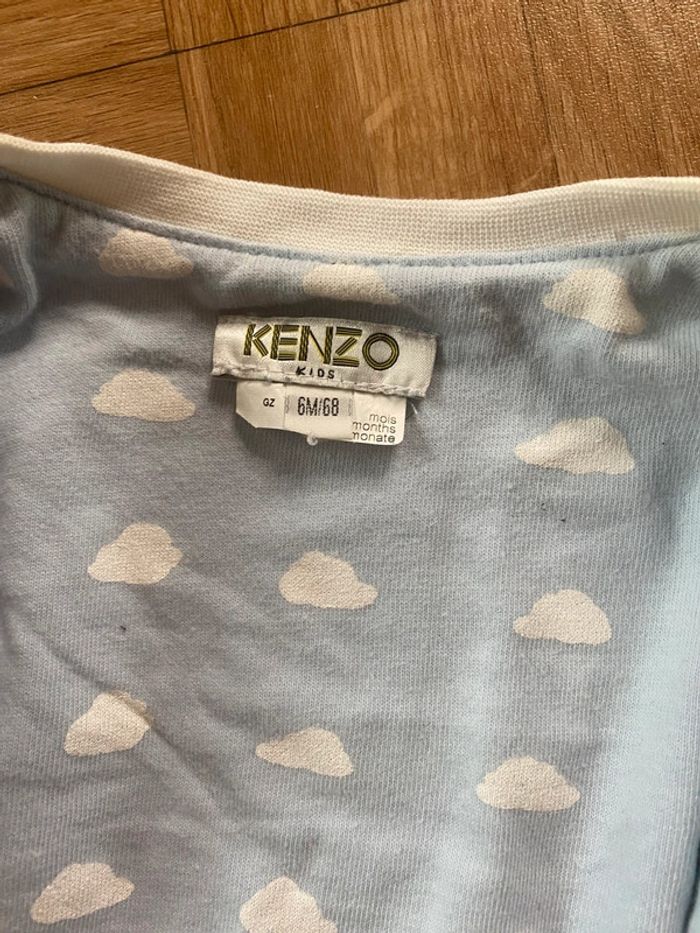 KENZO
KIDS
GZ 6M/68
mois
months
monate